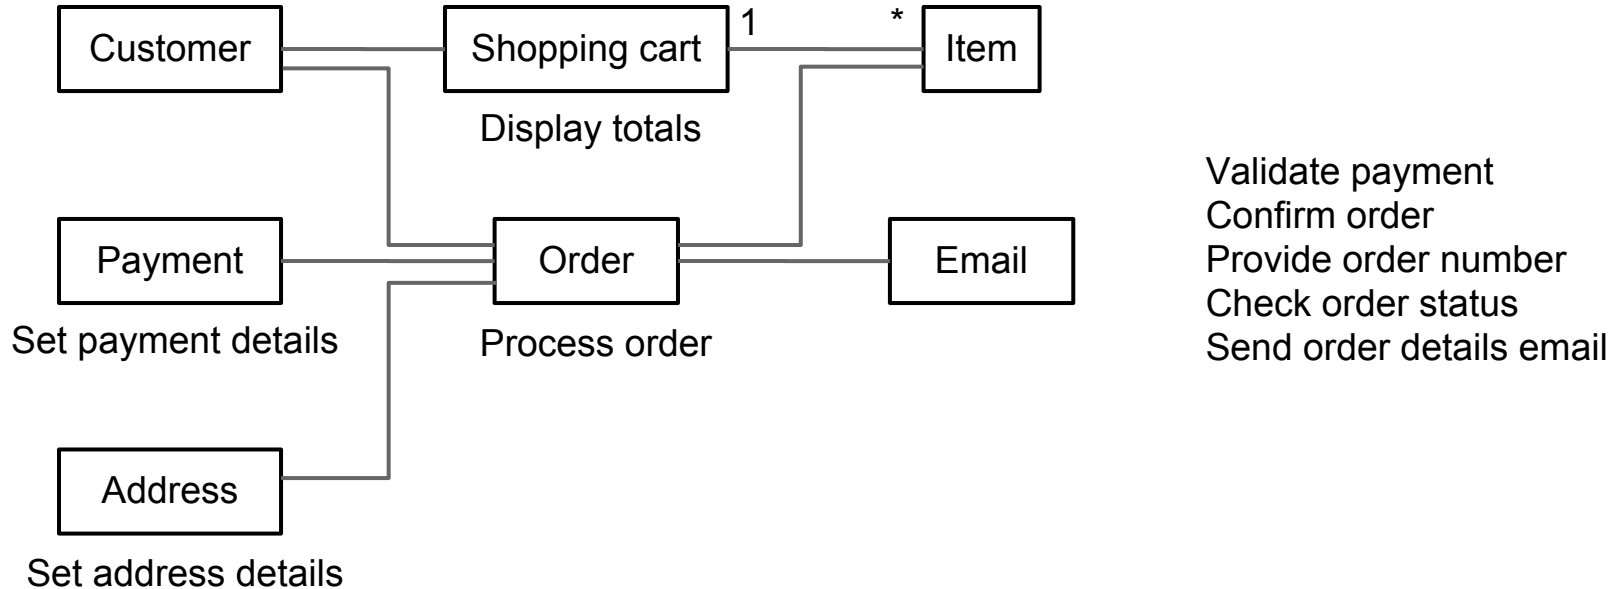 Customer
Shopping cart
1
*
Item
Display totals
Validate payment
Confirm order
Provide order number
Check order status
Send order details email
Payment
Order
Email
Set payment details
Process order
Address
Set address details